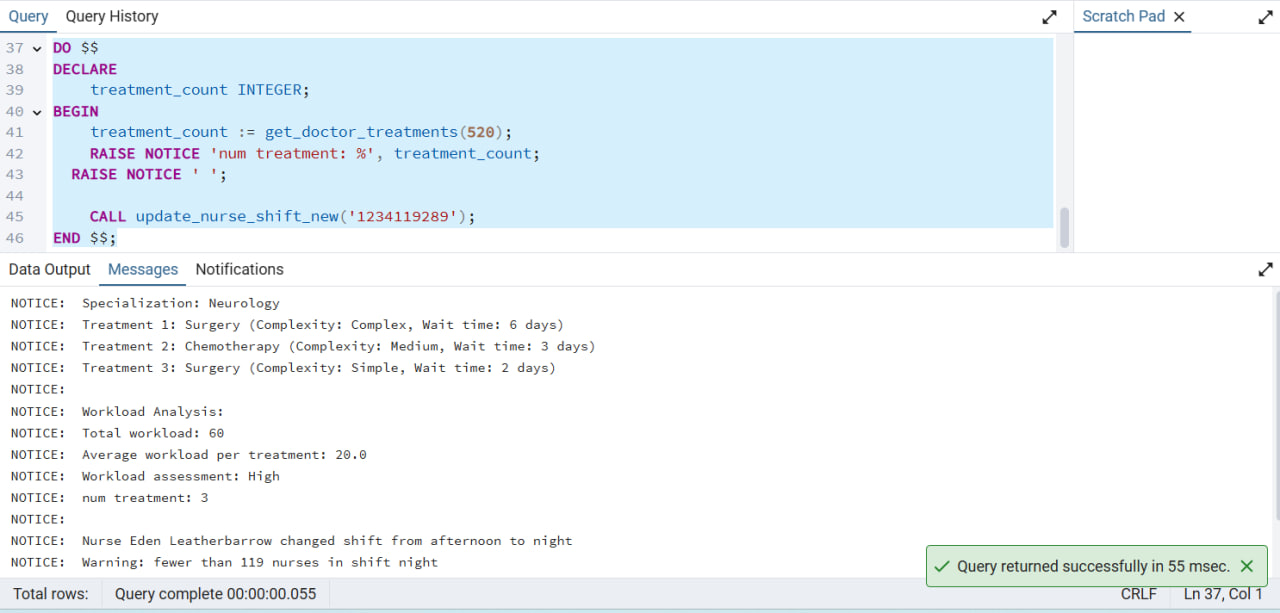 Query Query History Scratch Pad
37 DO $$
38 DECLARE
39 treatment_count INTEGER;
40 BEGIN
41 treatment_count := get_doctor_treatments(520);
42 RAISE NOTICE 'num treatment: %', treatment_count;
43 RAISE NOTICE ' ';
44
45 CALL update_nurse_shift_new('1234119289');
46 END $$;
Data Output Messages Notifications
NOTICE: Specialization: Neurology
NOTICE: Treatment 1: Surgery (Complexity: Complex, Wait time: 6 days)
NOTICE: Treatment 2: Chemotherapy (Complexity: Medium, Wait time: 3 days)
NOTICE: Treatment 3: Surgery (Complexity: Simple, Wait time: 2 days)
NOTICE:
NOTICE: Workload Analysis:
NOTICE: Total workload: 60
NOTICE: Average workload per treatment: 20.0
NOTICE: Workload assessment: High
NOTICE: num treatment: 3
NOTICE:
NOTICE: Nurse Eden Leatherbarrow changed shift from afternoon to night
NOTICE: Warning: fewer than 119 nurses in shift night
Query returned successfully in 55 msec.
Total rows: Query complete 00:00:00.055 CRLF Ln 37, Col 1